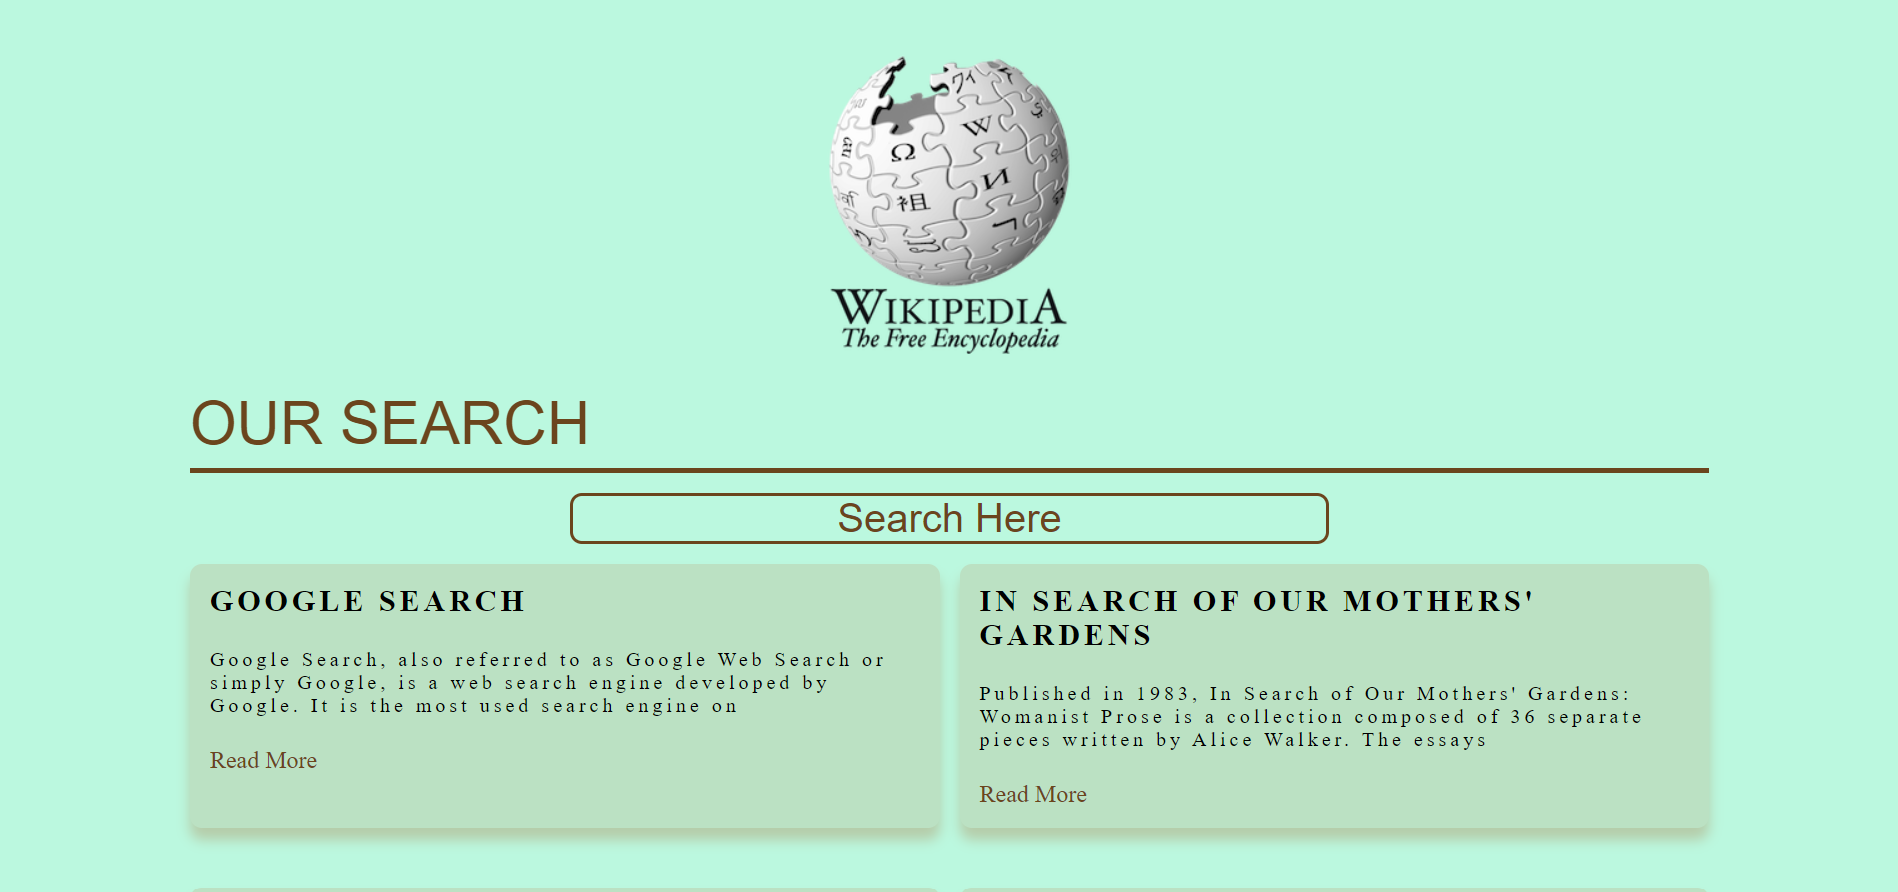 ワイ
W
Ω
И
祖
WIKIPEDIA
The Free Encyclopedia
OUR SEARCH
Search Here
GOOGLE SEARCH
Google Search, also referred to as Google Web Search or
simply Google, is a web search engine developed by
Google. It is the most used search engine on
Read More
IN SEARCH OF OUR MOTHERS'
GARDENS
Published in 1983, In Search of Our Mothers' Gardens:
Womanist Prose is a collection composed of 36 separate
pieces written by Alice Walker. The essays
Read More